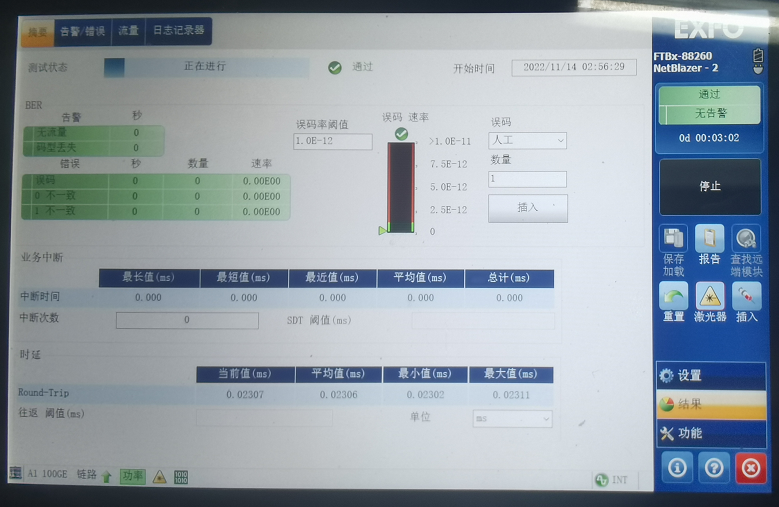 摘要 告警/错误 流量 日志记录器
EXFO
FTBx-88260
NetBlazer - 2
测试状态 正在进行 通过 开始时间 2022/11/14 02:56:29
通过
无告警
0d 00:03:02
停止
BER
告警 秒
无流量 0
码型丢失 0
错误 秒 数量 速率
误码 0 0 0.00E00
0 不一致 0 0 0.00E00
1 不一致 0 0 0.00E00
误码率阈值
1.0E-12
误码 速率
>1.0E-11
7.5E-12
5.0E-12
2.5E-12
0
误码
人工
数量
1
插入
保存
加载
报告
查找远
端模块
重置 激光器 插入
业务中断
最长值(ms) 最短值(ms) 最近值(ms) 平均值(ms) 总计(ms)
中断时间 0.000 0.000 0.000 0.000 0.000
中断次数 0 SDT 阈值(ms)
时延
当前值(ms) 平均值(ms) 最小值(ms) 最大值(ms)
Round-Trip 0.02307 0.02306 0.02302 0.02311
往返 阈值(ms) 单位 ms
设置
结果
功能
A1 100GE 链路 功率 1010 1010 INT